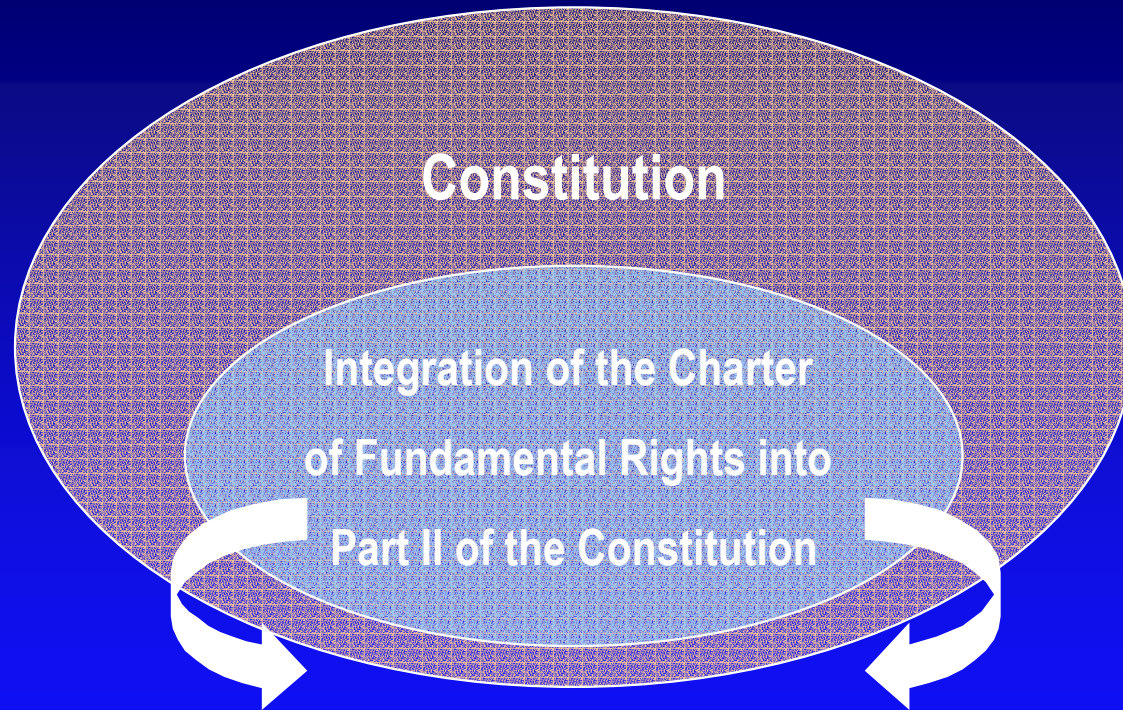 Constitution
Integration of the Charter
of Fundamental Rights into
Part II of the Constitution